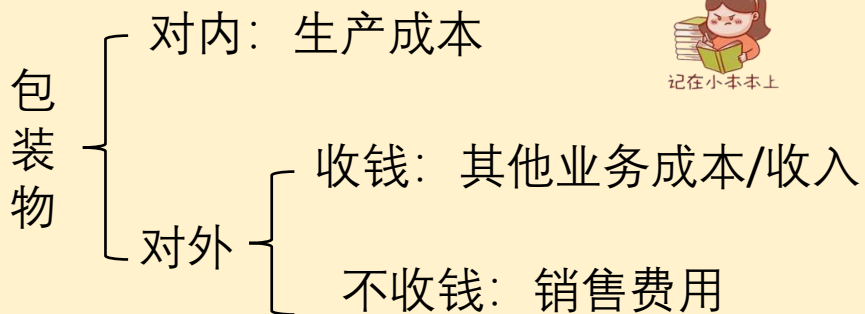 对内：生产成本
记在小本本上
包装物
收钱：其他业务成本/收入
对外
不收钱：销售费用